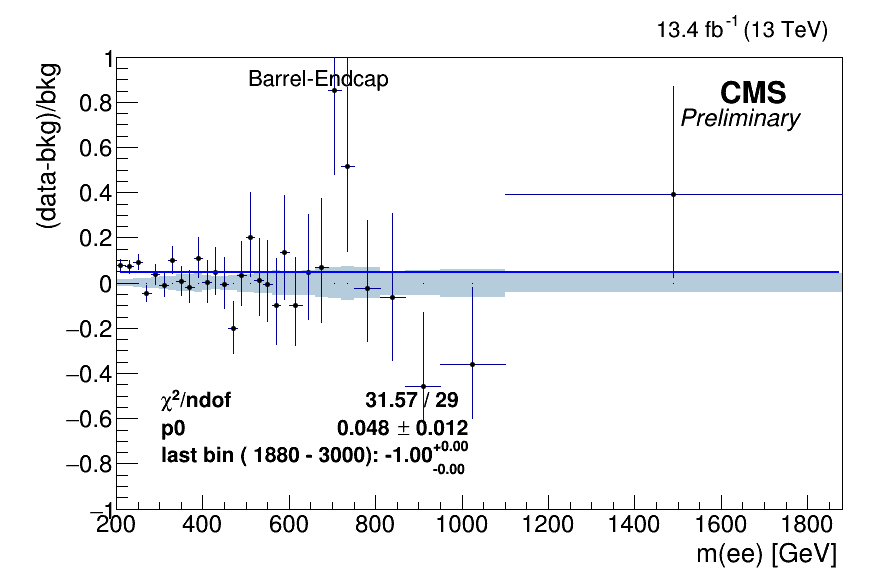 13.4 fb⁻¹ (13 TeV)
(data-bkg)/bkg
Barrel-Endcap
CMS
Preliminary
1
0.8
0.6
0.4
0.2
0
−0.2
−0.4
−0.6
−0.8
−1
χ²/ndof 31.57 / 29
p0 0.048 ± 0.012
last bin ( 1880 - 3000): -1.00 +0.00 -0.00
200 400 600 800 1000 1200 1400 1600 1800
m(ee) [GeV]